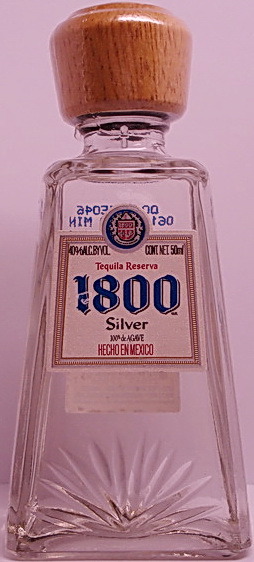 40%ALC.BY VOL. CONT. NET. 50ml
Tequila Reserva
1800
Silver
100% de AGAVE
HECHO EN MEXICO